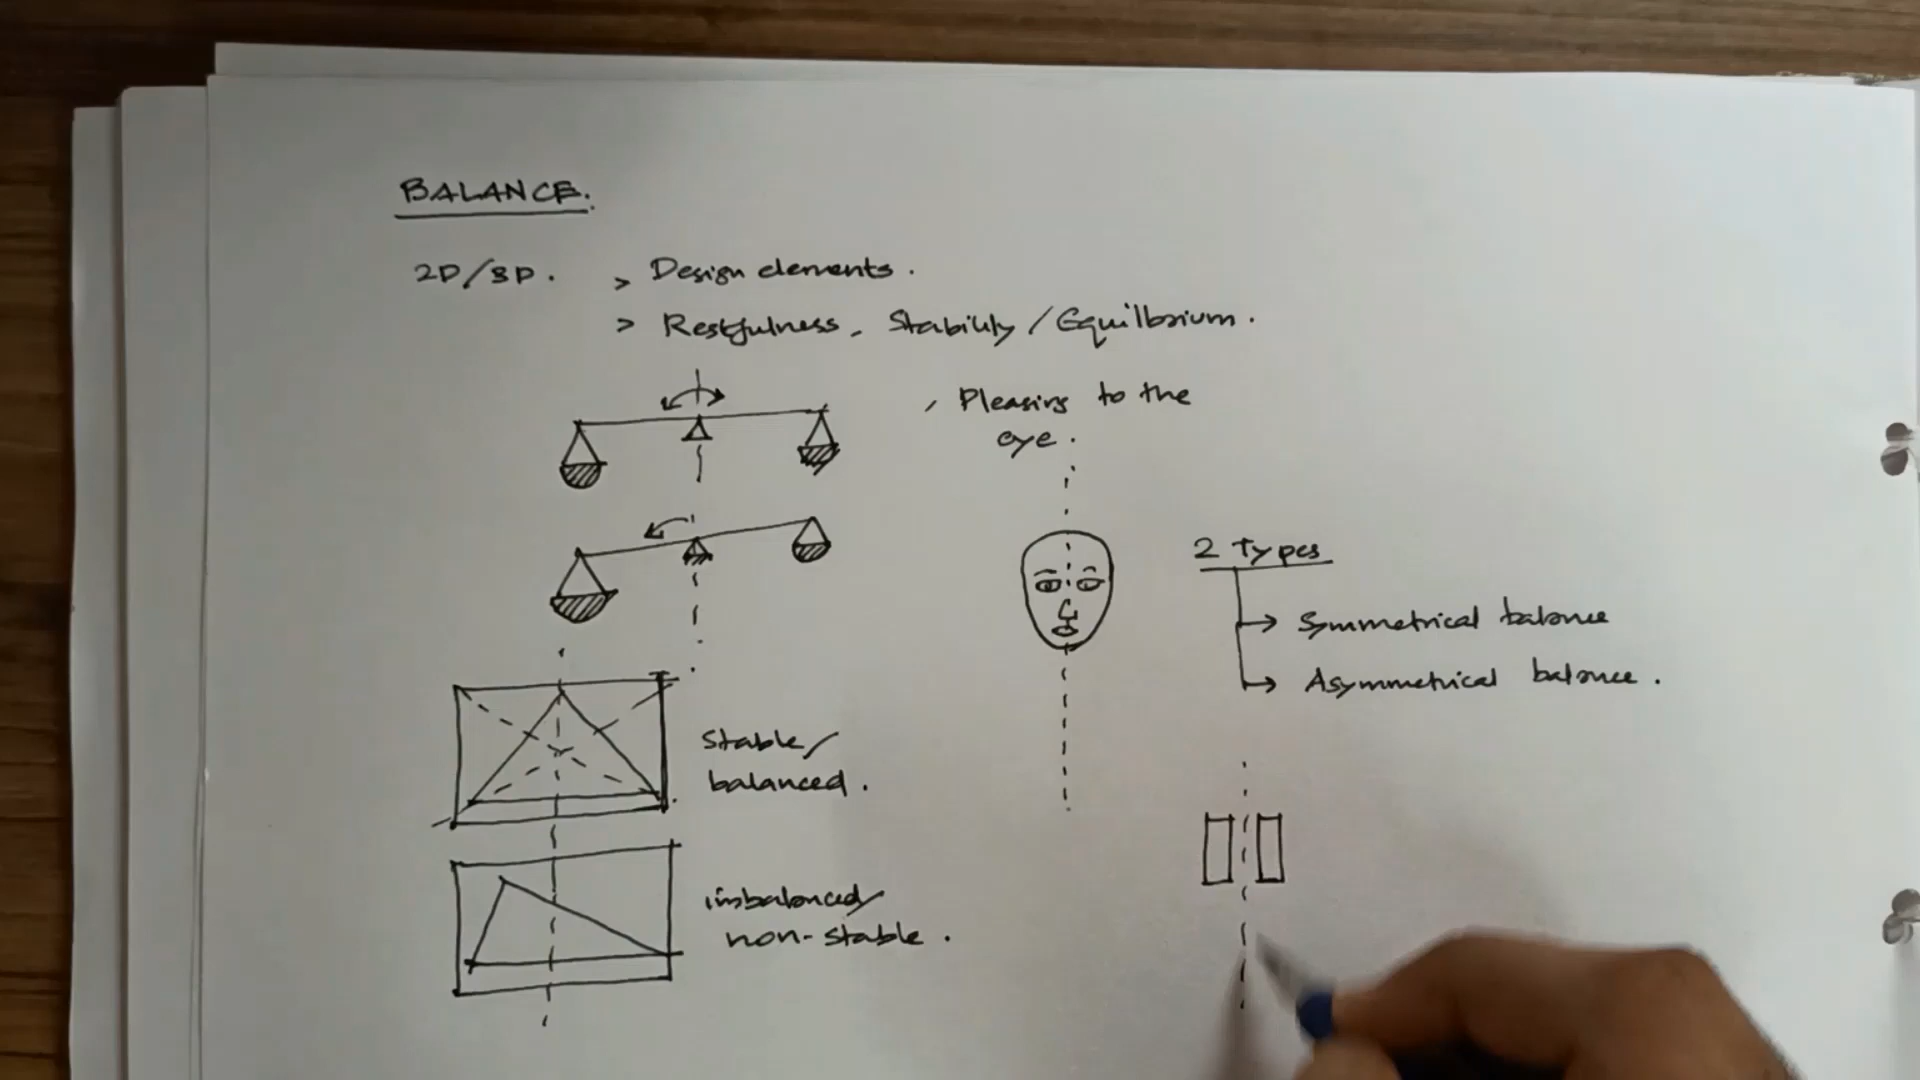 BALANCE.
2D/3D. > Design elements.
> Restfulness, Stability/Equilbrium.
, Pleasing to the
eye.
2 Types
→ Symmetrical balance
→ Asymmetrical balance.
Stable/
balanced.
imbalanced/
non-stable.